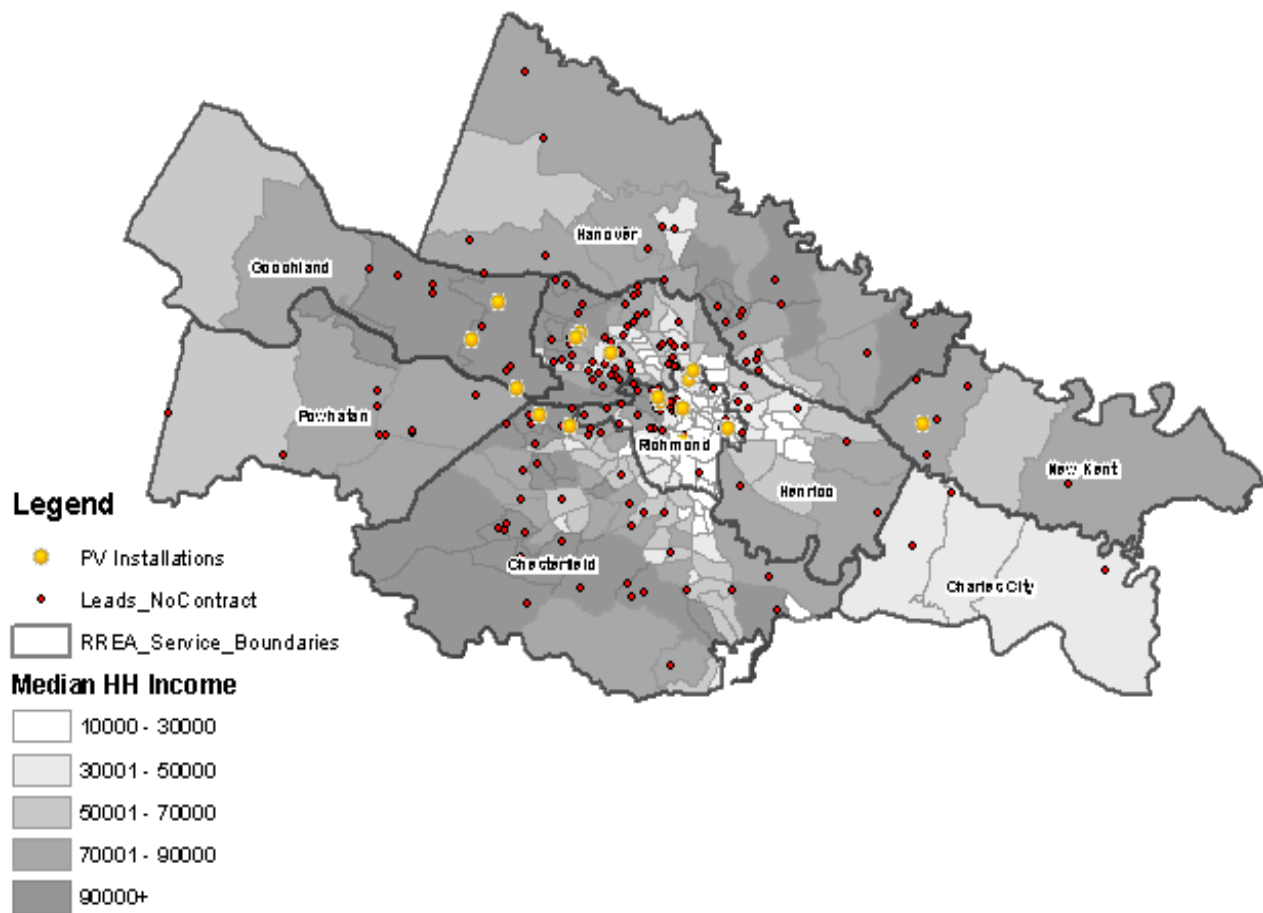 Hanover
Goochland
Powhatan
Richmond
New Kent
Henrico
Chesterfield
Charles City
Legend
PV Installations
Leads_NoContract
RREA_Service_Boundaries
Median HH Income
10000 - 30000
30001 - 50000
50001 - 70000
70001 - 90000
90000+